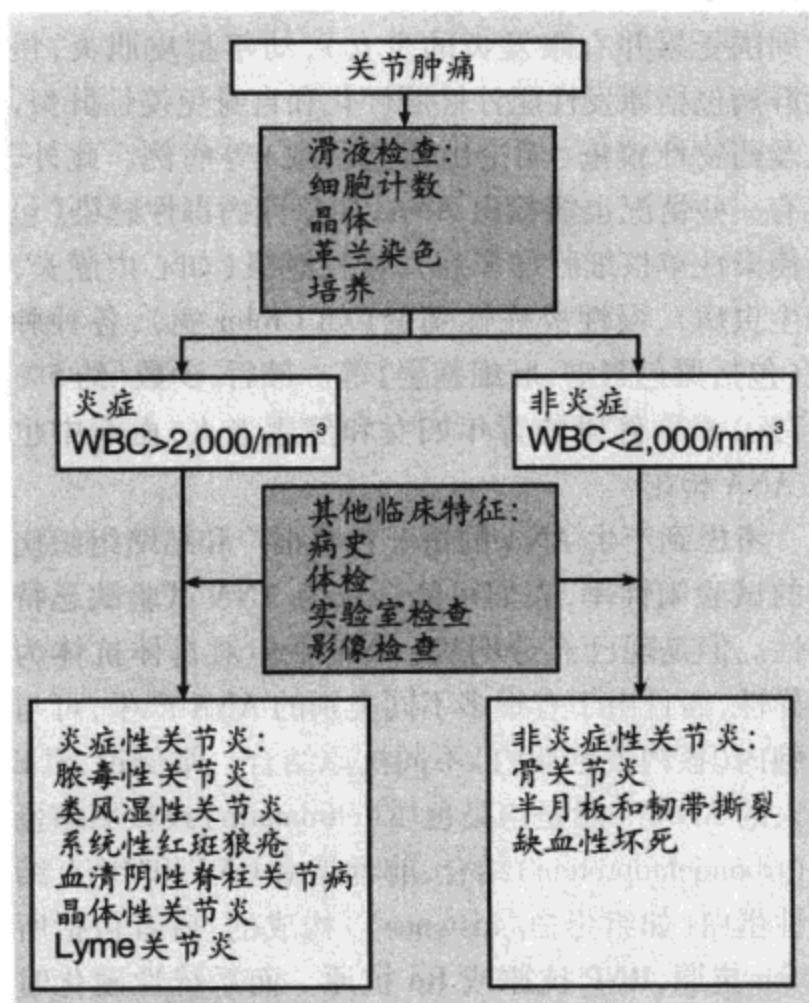 关节肿痛
滑液检查:
细胞计数
晶体
革兰染色
培养
炎症
WBC>2,000/mm³
非炎症
WBC<2,000/mm³
其他临床特征:
病史
体检
实验室检查
影像检查
炎症性关节炎:
脓毒性关节炎
类风湿性关节炎
系统性红斑狼疮
血清阴性脊柱关节病
晶体性关节炎
Lyme关节炎
非炎症性关节炎:
骨关节炎
半月板和韧带撕裂
缺血性坏死